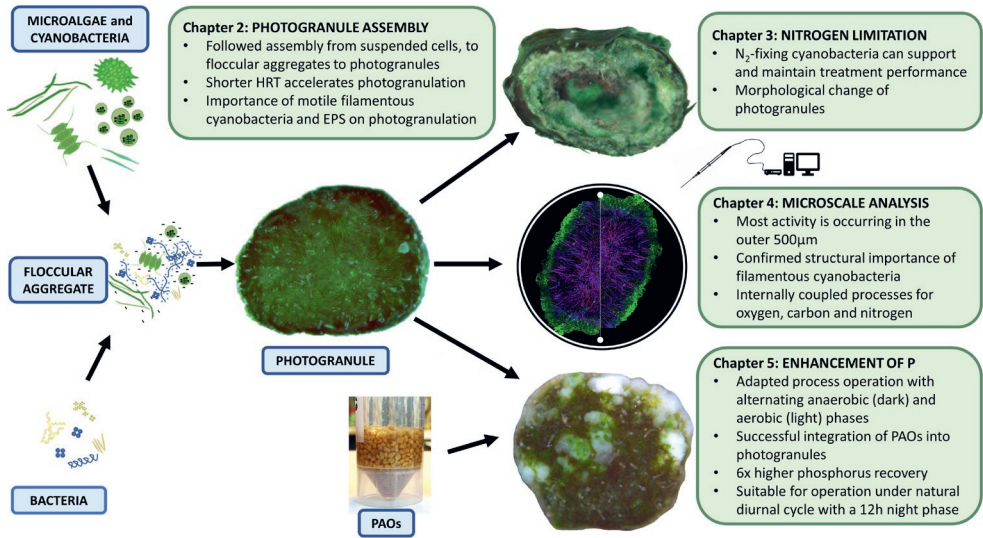 MICROALGAE and
CYANOBACTERIA
Chapter 2: PHOTOGRANULE ASSEMBLY
• Followed assembly from suspended cells, to
floccular aggregates to photogranules
• Shorter HRT accelerates photogranulation
• Importance of motile filamentous
cyanobacteria and EPS on photogranulation
Chapter 3: NITROGEN LIMITATION
• N₂-fixing cyanobacteria can support
and maintain treatment performance
• Morphological change of
photogranules
FLOCCULAR
AGGREGATE
PHOTOGRANULE
Chapter 4: MICROSCALE ANALYSIS
• Most activity is occurring in the
outer 500µm
• Confirmed structural importance of
filamentous cyanobacteria
• Internally coupled processes for
oxygen, carbon and nitrogen
BACTERIA
PAOs
Chapter 5: ENHANCEMENT OF P
• Adapted process operation with
alternating anaerobic (dark) and
aerobic (light) phases
• Successful integration of PAOs into
photogranules
• 6x higher phosphorus recovery
• Suitable for operation under natural
diurnal cycle with a 12h night phase